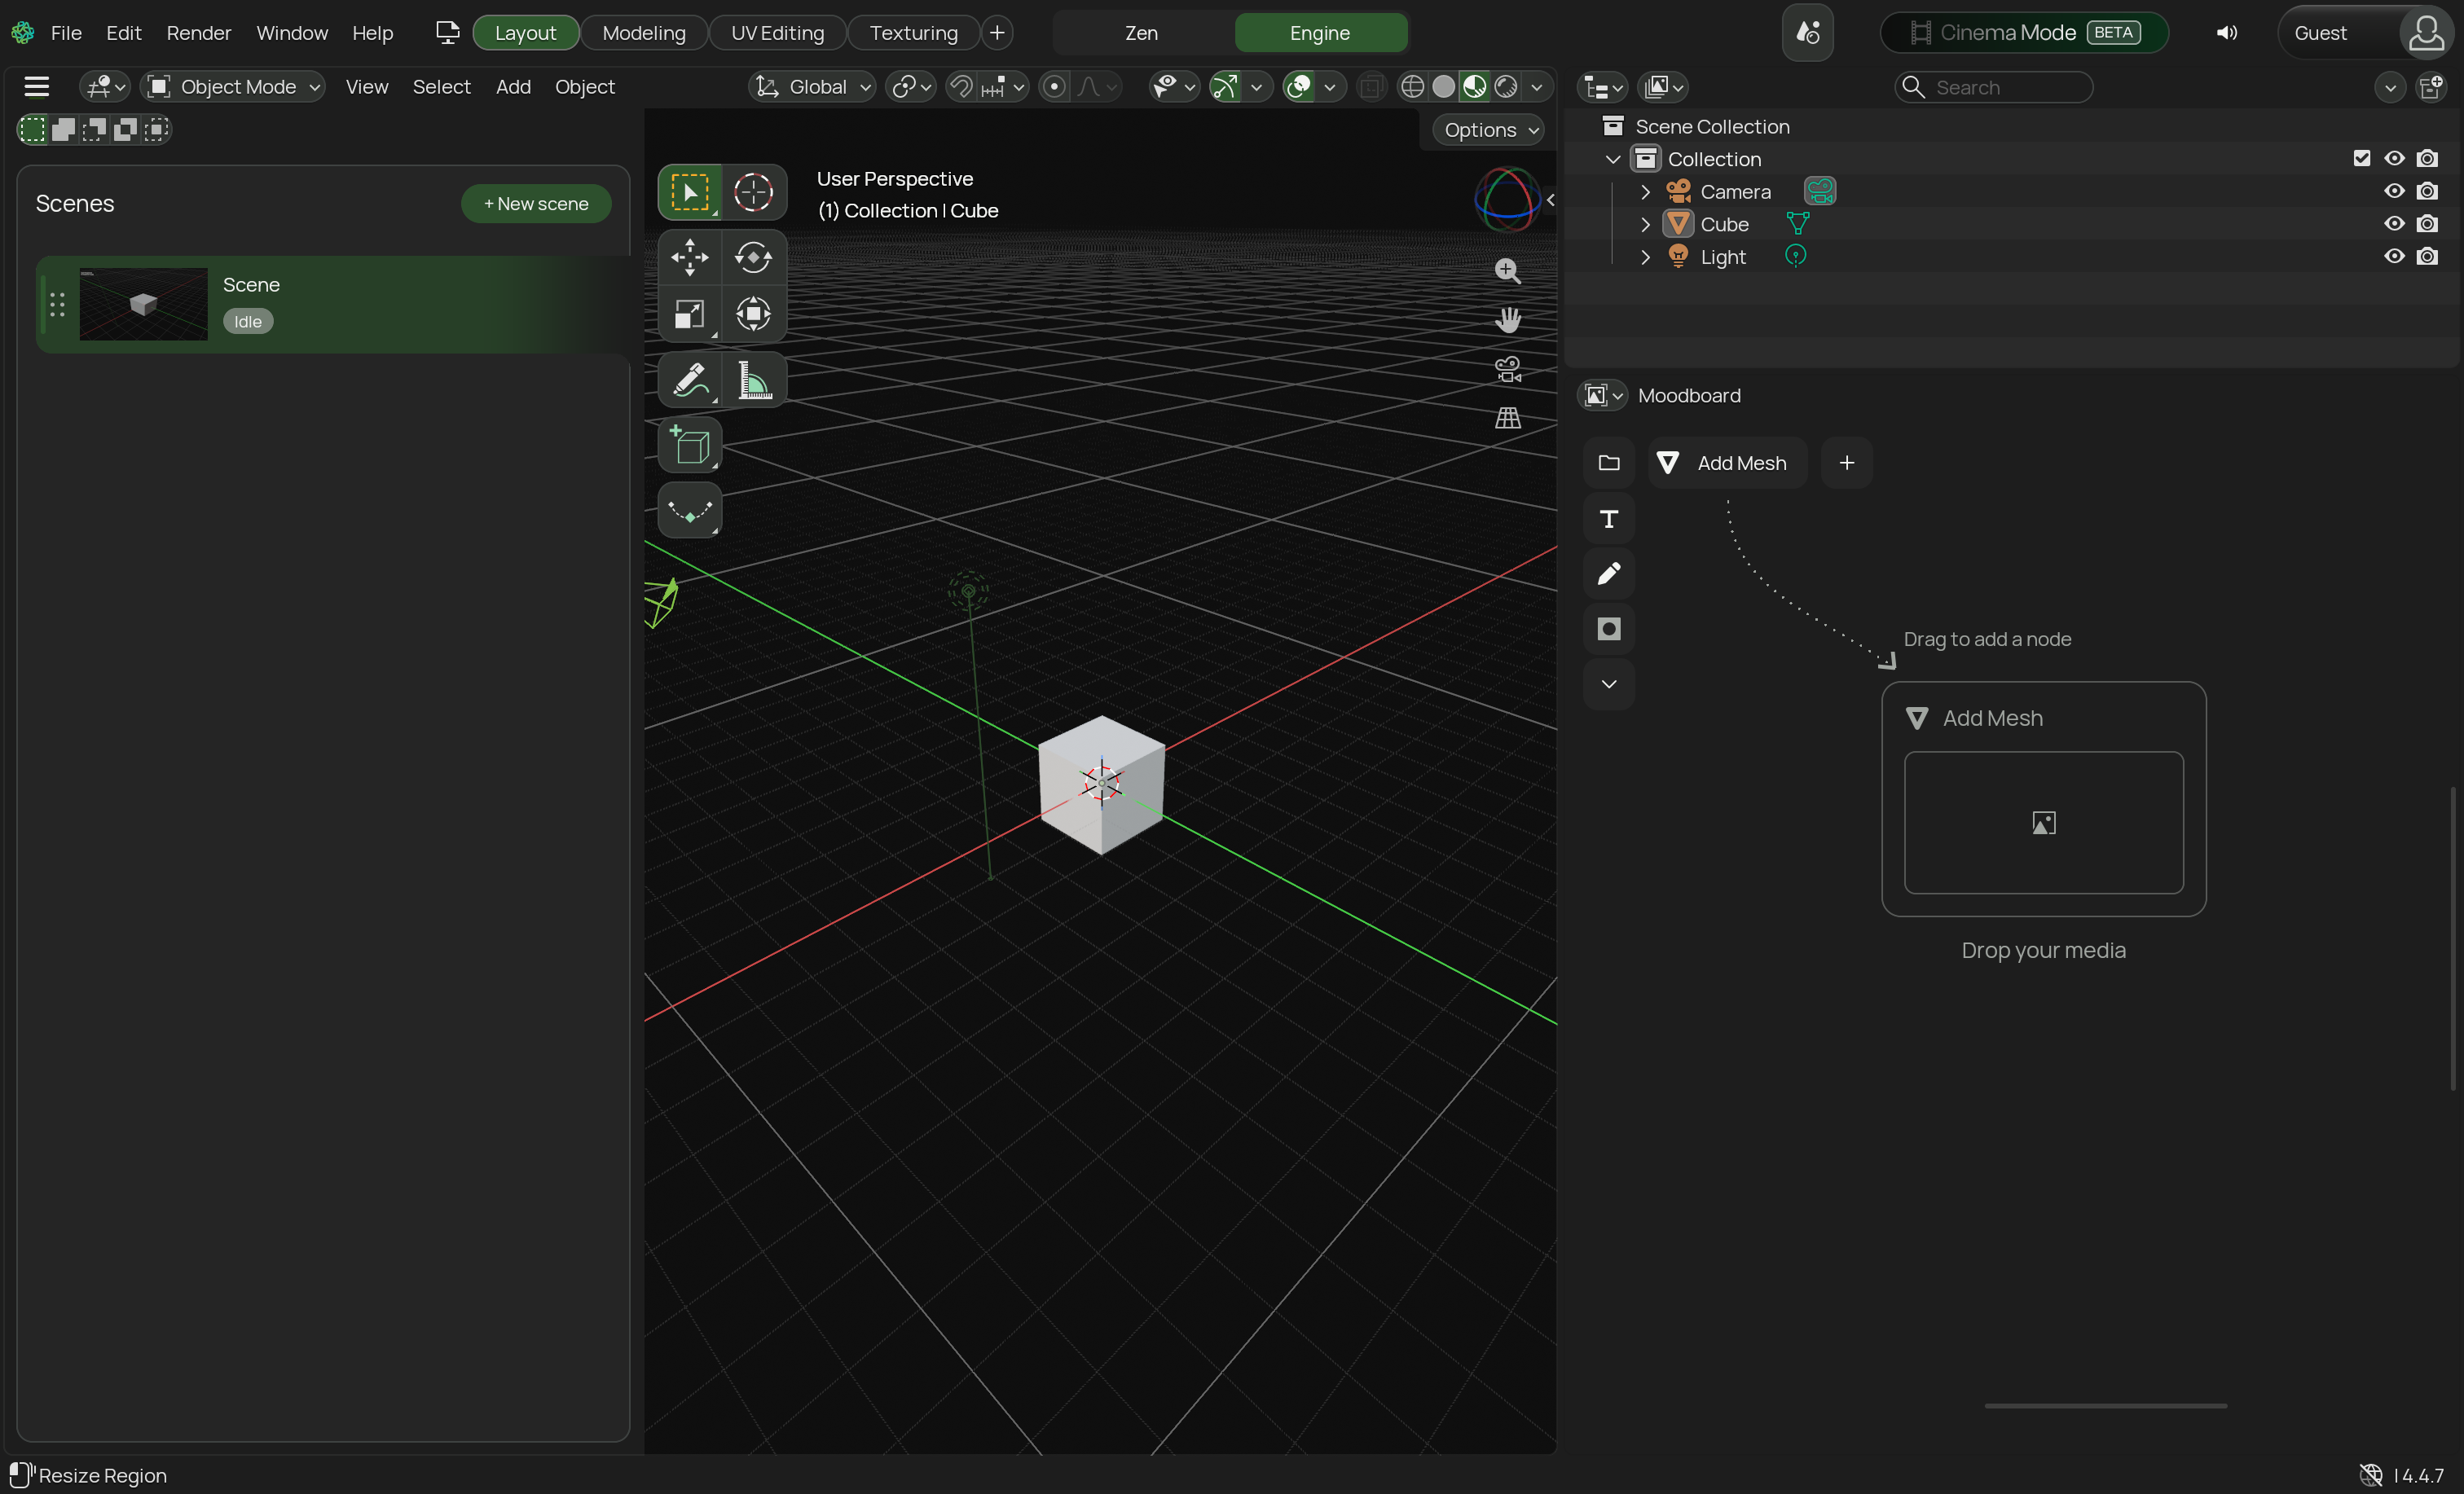 File Edit Render Window Help Layout Modeling UV Editing Texturing + Zen Engine Cinema Mode BETA Guest
Object Mode View Select Add Object Global Search
Options
Scenes + New scene
Scene
Idle
User Perspective
(1) Collection | Cube
Scene Collection
Collection
Camera
Cube
Light
Moodboard
T Add Mesh +
Drag to add a node
Add Mesh
Drop your media
Resize Region | 4.4.7